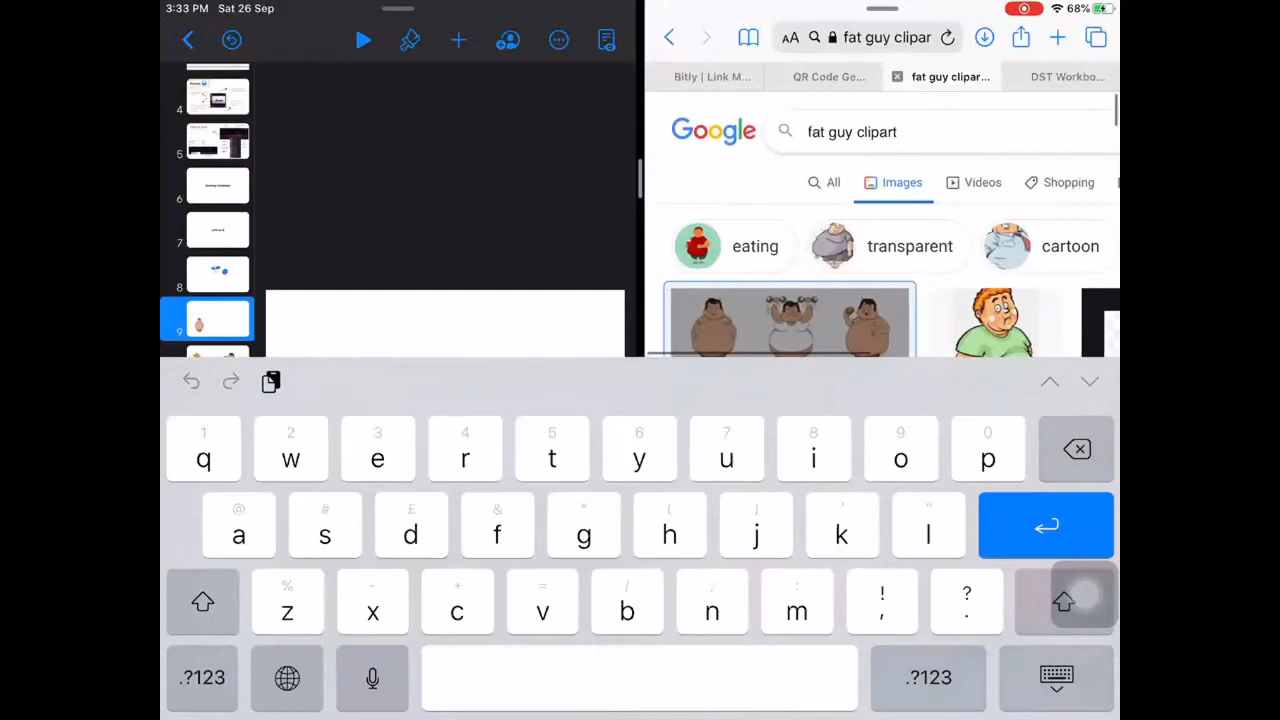 3:33 PM Sat 26 Sep
68%
AA fat guy clipar
Bitly | Link M...
QR Code Ge...
fat guy clipar...
DST Workbo...
4
5
6
7
8
9
Google
fat guy clipart
All
Images
Videos
Shopping
eating
transparent
cartoon
1 2 3 4 5 6 7 8 9 0
q w e r t y u i o p
@ # £ & * ( ) ' "
a s d f g h j k l
% - + = / ; : ! ?
z x c v b n m , .
.?123
.?123